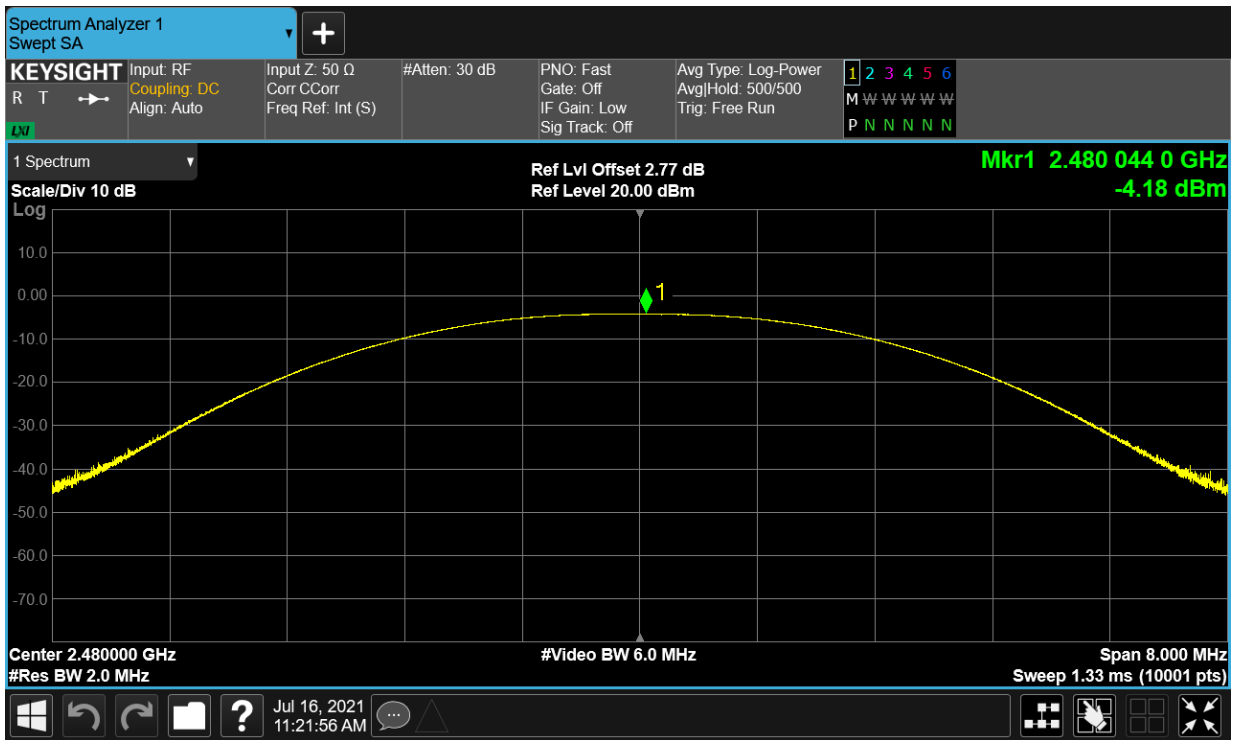 Spectrum Analyzer 1
Swept SA
+
KEYSIGHT
R T
LXI
Input: RF
Coupling: DC
Align: Auto
Input Z: 50 Ω
Corr CCorr
Freq Ref: Int (S)
#Atten: 30 dB
PNO: Fast
Gate: Off
IF Gain: Low
Sig Track: Off
Avg Type: Log-Power
Avg|Hold: 500/500
Trig: Free Run
1 2 3 4 5 6
M W W W W W
P N N N N N
1 Spectrum
Scale/Div 10 dB
Log
Ref Lvl Offset 2.77 dB
Ref Level 20.00 dBm
Mkr1 2.480 044 0 GHz
-4.18 dBm
1
10.0
0.00
-10.0
-20.0
-30.0
-40.0
-50.0
-60.0
-70.0
Center 2.480000 GHz
#Res BW 2.0 MHz
#Video BW 6.0 MHz
Span 8.000 MHz
Sweep 1.33 ms (10001 pts)
?
Jul 16, 2021
11:21:56 AM